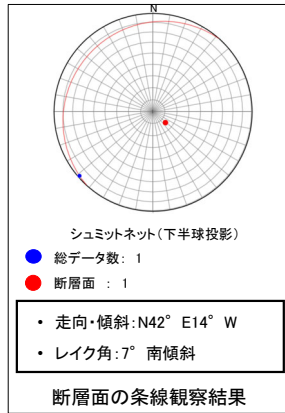 N
シュミットネット(下半球投影)
総データ数: 1
断層面 : 1
• 走向・傾斜:N42° E14° W
• レイク角:7° 南傾斜
断層面の条線観察結果